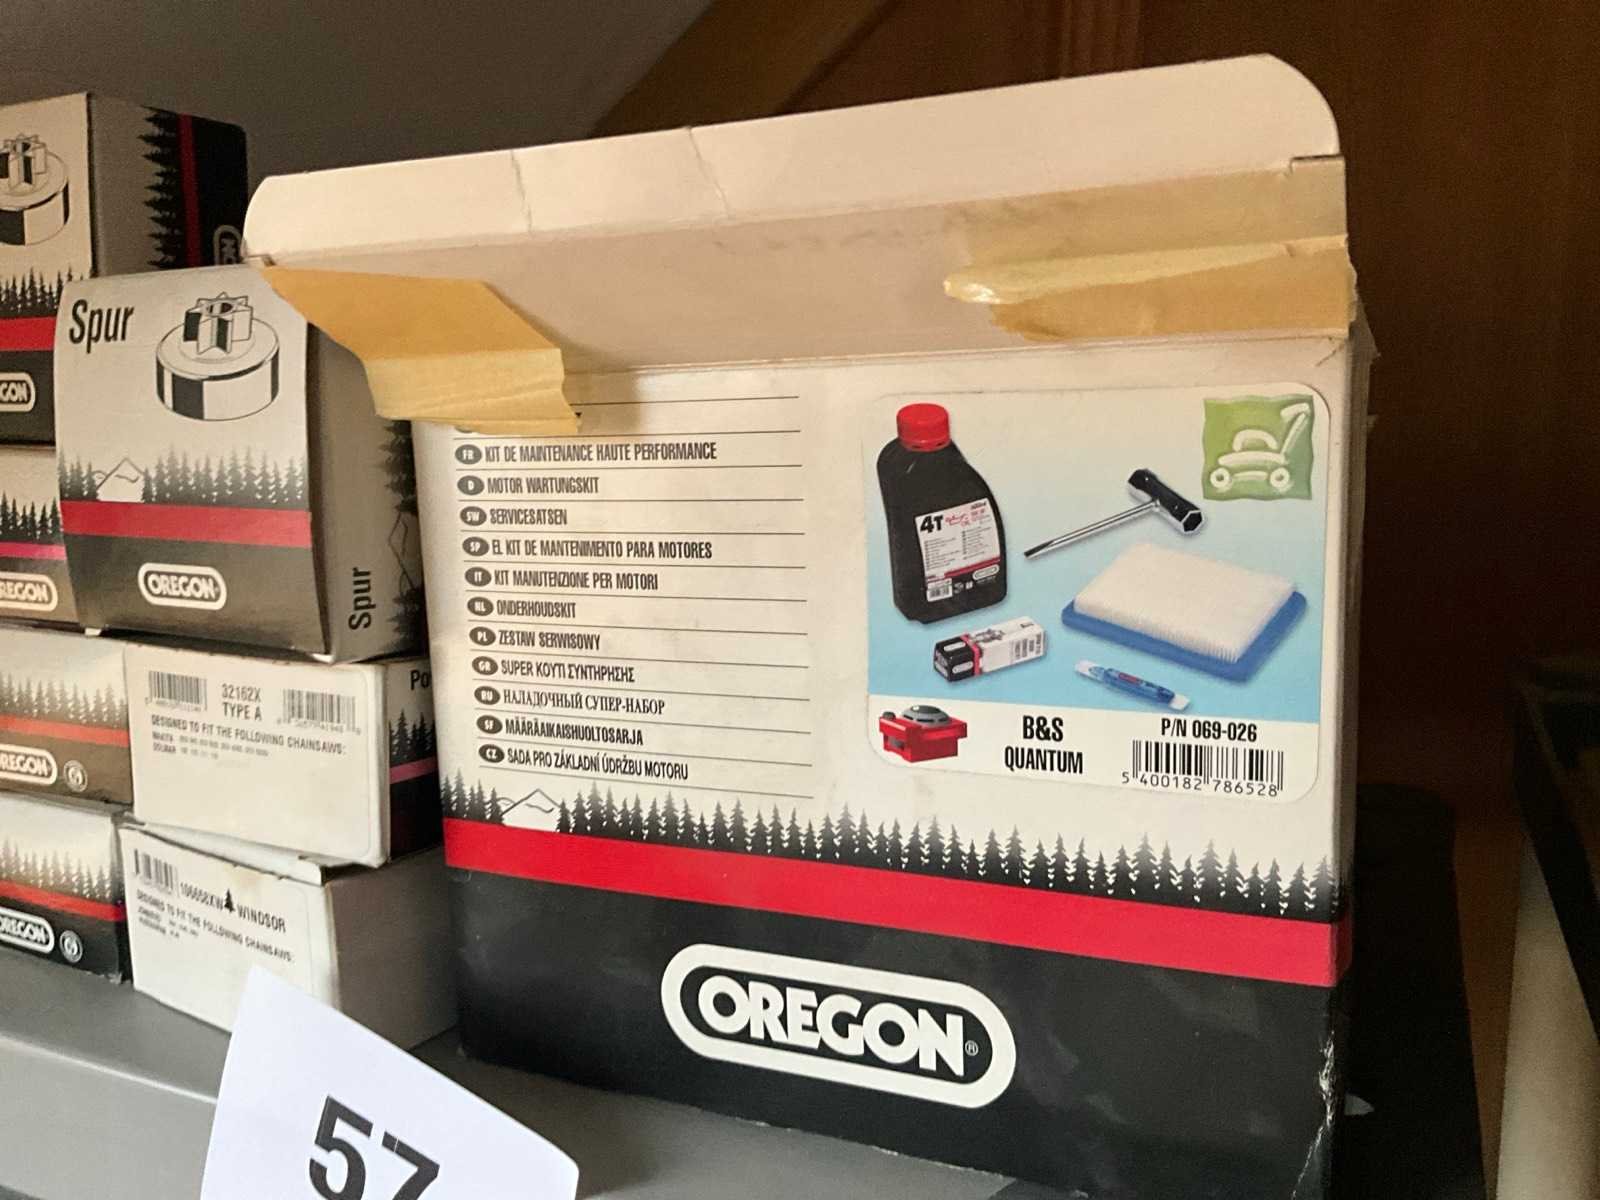 Spur
OREGON
Spur
32162X
TYPE A
DESIGNED TO FIT THE FOLLOWING CHAINSAWS:
106658XW WINDSOR
DESIGNED TO FIT THE FOLLOWING CHAINSAWS:
57
FR KIT DE MAINTENANCE HAUTE PERFORMANCE
D MOTOR WARTUNGSKIT
SW SERVICESATSEN
SP EL KIT DE MANTENIMENTO PARA MOTORES
IT KIT MANUTENZIONE PER MOTORI
NL ONDERHOUDSKIT
PL ZESTAW SERWISOWY
GR SUPER ΚΟΥΤΙ ΣΥΝΤΗΡΗΣΗΣ
RU НАЛАДОЧНЫЙ СУПЕР-НАБОР
SF MÄÄRÄAIKAISHUOLTOSARJA
CZ SADA PRO ZÁKLADNÍ ÚDRŽBU MOTORU
4T
B&S
QUANTUM
P/N 069-026
5 400182 786528
OREGON®